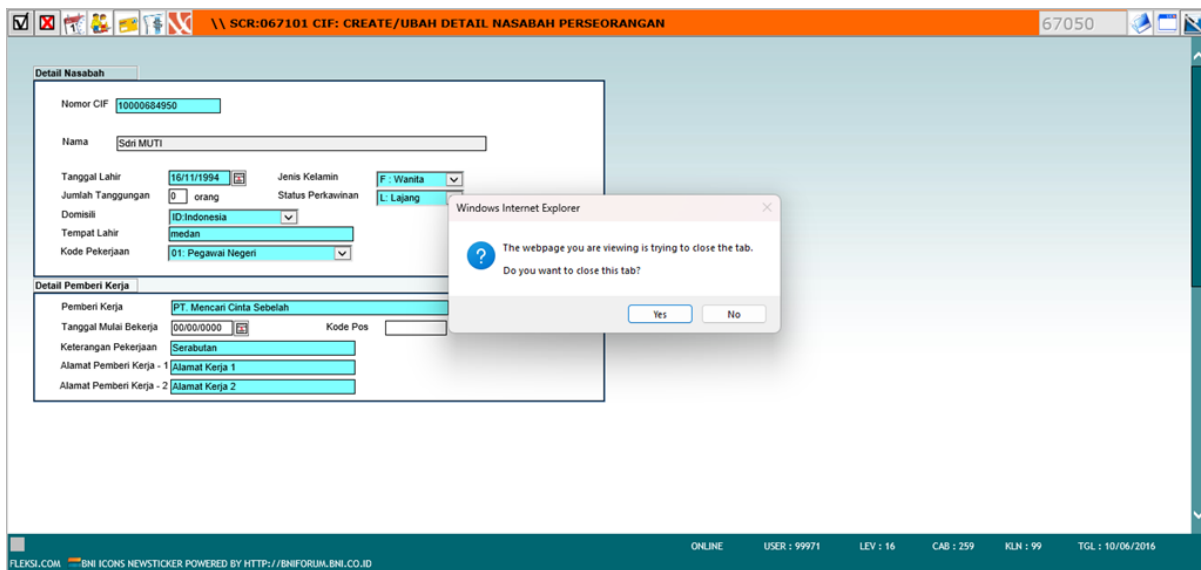 \\ SCR:067101 CIF: CREATE/UBAH DETAIL NASABAH PERSEORANGAN
67050
Detail Nasabah
Nomor CIF 10000684950
Nama Sdri MUTI
Tanggal Lahir 16/11/1994 Jenis Kelamin F : Wanita
Jumlah Tanggungan 0 orang Status Perkawinan L: Lajang
Domisili ID:Indonesia
Tempat Lahir medan
Kode Pekerjaan 01: Pegawai Negeri
Detail Pemberi Kerja
Pemberi Kerja PT. Mencari Cinta Sebelah
Tanggal Mulai Bekerja 00/00/0000 Kode Pos
Keterangan Pekerjaan Serabutan
Alamat Pemberi Kerja - 1 Alamat Kerja 1
Alamat Pemberi Kerja - 2 Alamat Kerja 2
Windows Internet Explorer
The webpage you are viewing is trying to close the tab.
Do you want to close this tab?
Yes No
ONLINE USER : 99971 LEV : 16 CAB : 259 KLN : 99 TGL : 10/06/2016
FLEKSI.COM BNI ICONS NEWSTICKER POWERED BY HTTP://BNIFORUM.BNI.CO.ID